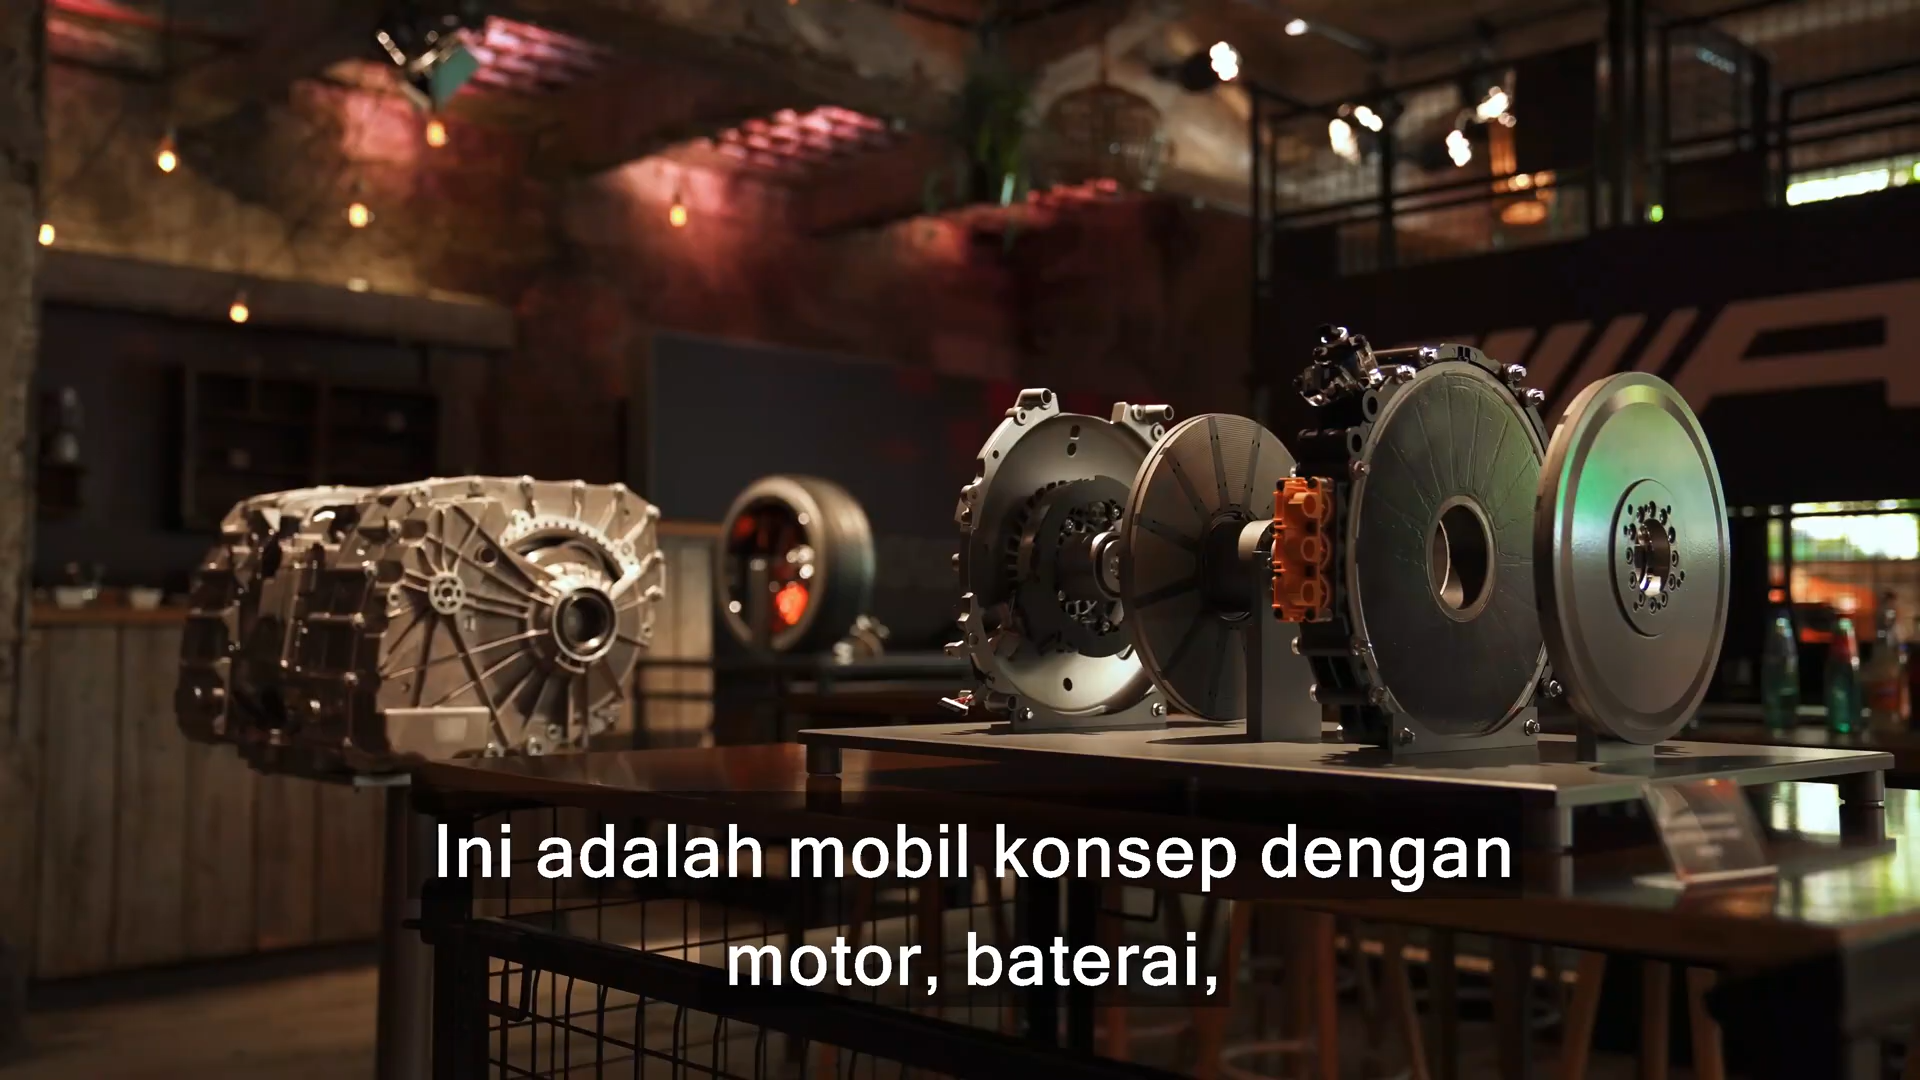 Ini adalah mobil konsep dengan
motor, baterai,